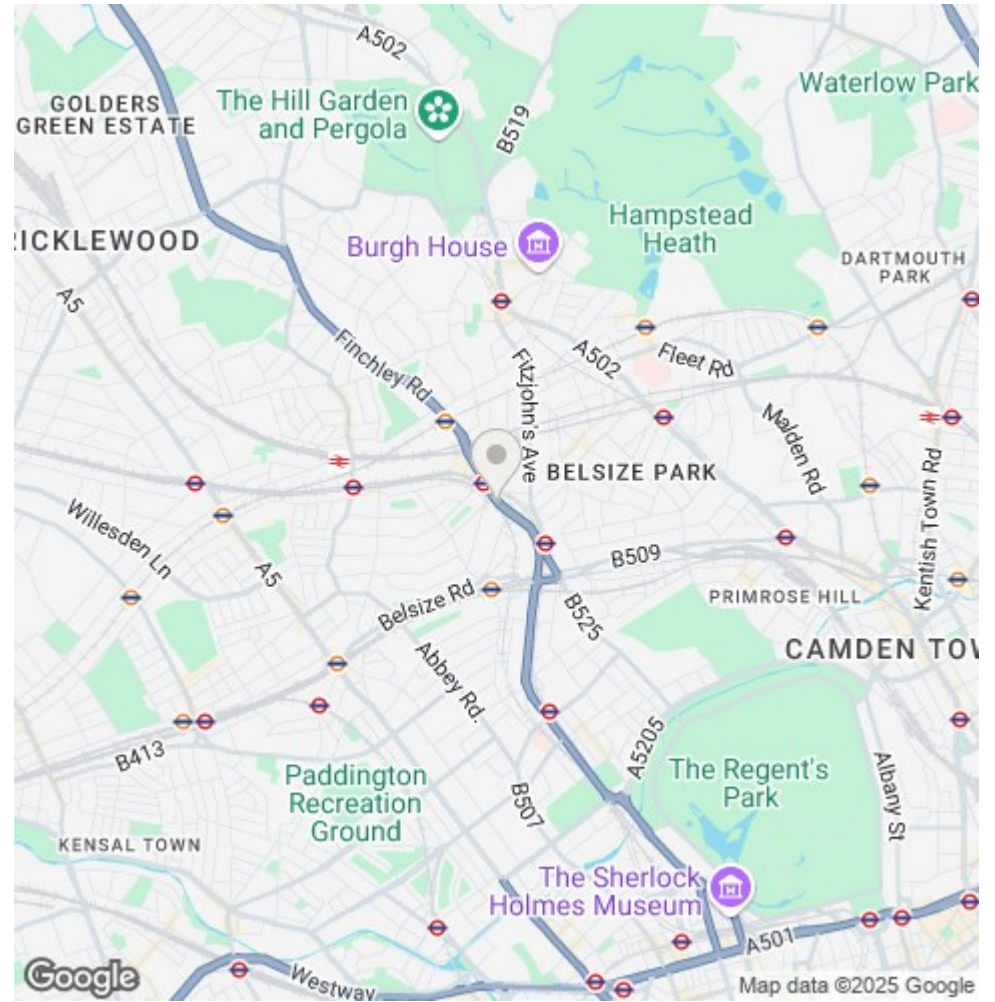 A502
Waterlow Park
GOLDERS
GREEN ESTATE
The Hill Garden
and Pergola
B519
Hampstead
Heath
RICKLEWOOD
Burgh House
DARTMOUTH
PARK
A5
Finchley Rd
Fitzjohn's Ave
A502
Fleet Rd
Malden Rd
BELSIZE PARK
Kentish Town Rd
Willesden Ln
A5
B509
Belsize Rd
B525
PRIMROSE HILL
Abbey Rd.
CAMDEN TOW
B413
A5205
The Regent's
Park
Albany St
Paddington
Recreation
Ground
B507
KENSAL TOWN
The Sherlock
Holmes Museum
A501
Westway
Google
Map data ©2025 Google